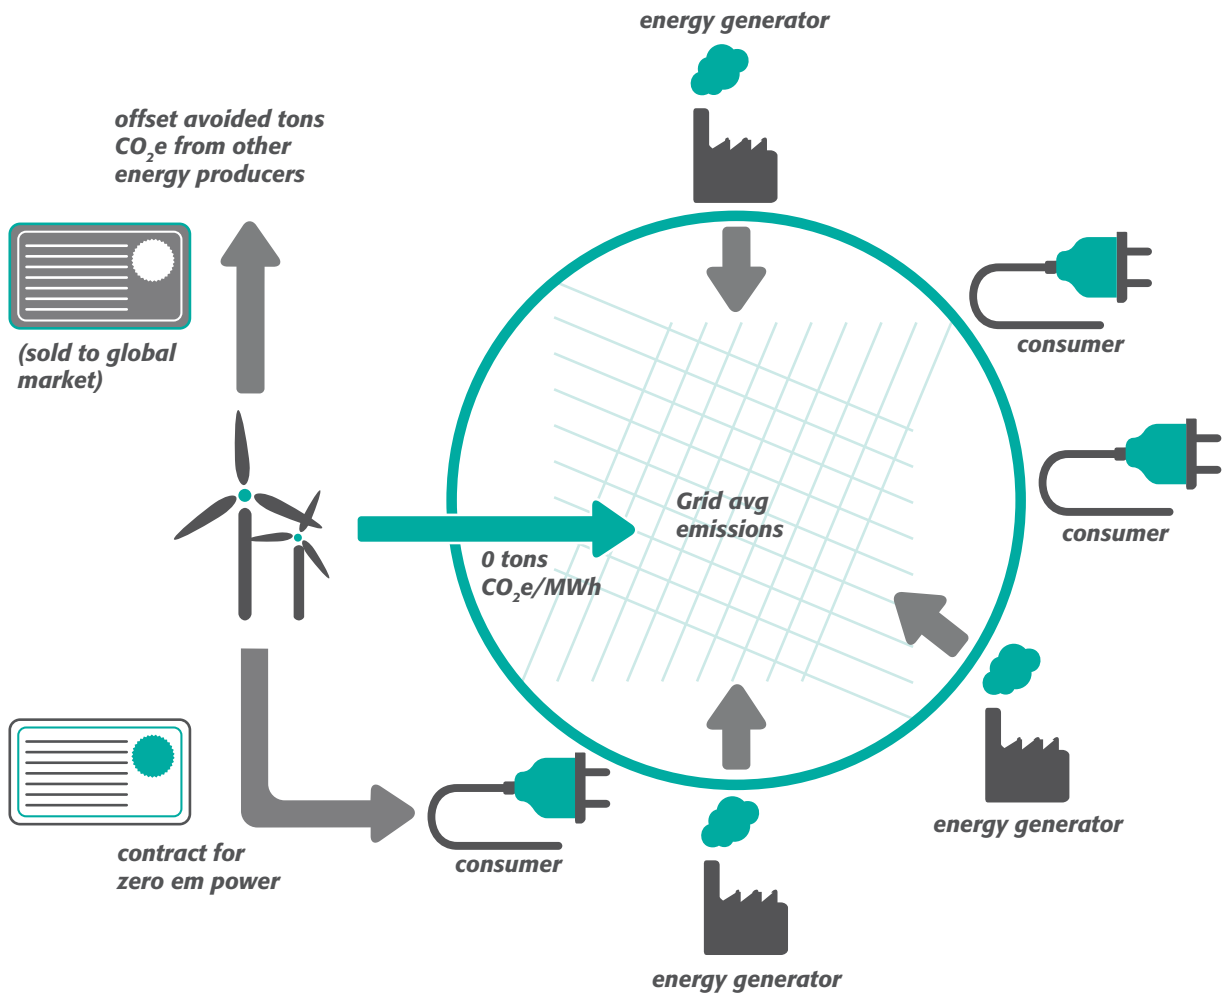 energy generator
offset avoided tons
CO₂e from other
energy producers
(sold to global
market)
consumer
consumer
Grid avg
emissions
0 tons
CO₂e/MWh
contract for
zero em power
consumer
energy generator
energy generator